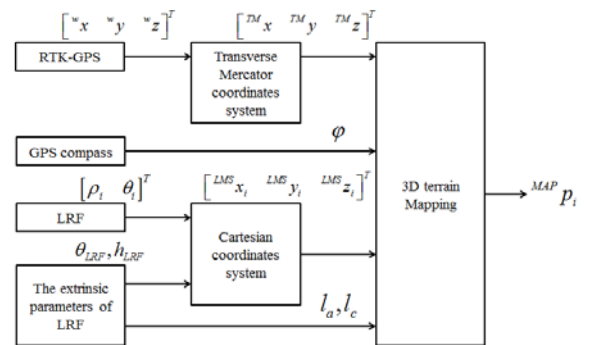 [ʷx ʷy ʷz]ᵀ
[ᵀᴹx ᵀᴹy ᵀᴹz]ᵀ
RTK-GPS
Transverse
Mercator
coordinates
system
GPS compass
φ
[ρᵢ θᵢ]ᵀ
[ᴸᴹˢxᵢ ᴸᴹˢyᵢ ᴸᴹˢzᵢ]ᵀ
LRF
Cartesian
coordinates
system
θ_LRF, h_LRF
The extrinsic
parameters of
LRF
l_a, l_c
3D terrain
Mapping
ᴹᴬᴾpᵢ